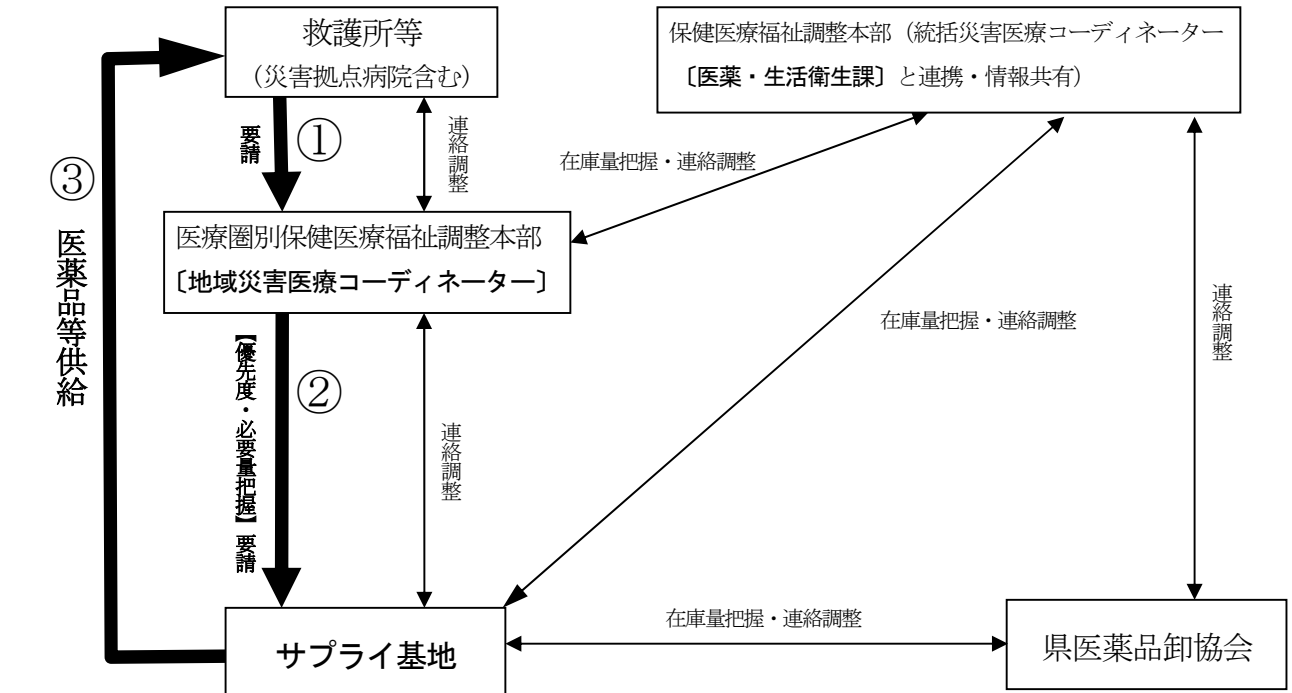 救護所等
（災害拠点病院含む）
保健医療福祉調整本部（統括災害医療コーディネーター
〔医薬・生活衛生課〕と連携・情報共有）
①
要請
連絡調整
在庫量把握・連絡調整
③
医薬品等供給
医療圏別保健医療福祉調整本部
〔地域災害医療コーディネーター〕
在庫量把握・連絡調整
連絡調整
②
【優先度・必要量把握】要請
連絡調整
サプライ基地
在庫量把握・連絡調整
県医薬品卸協会